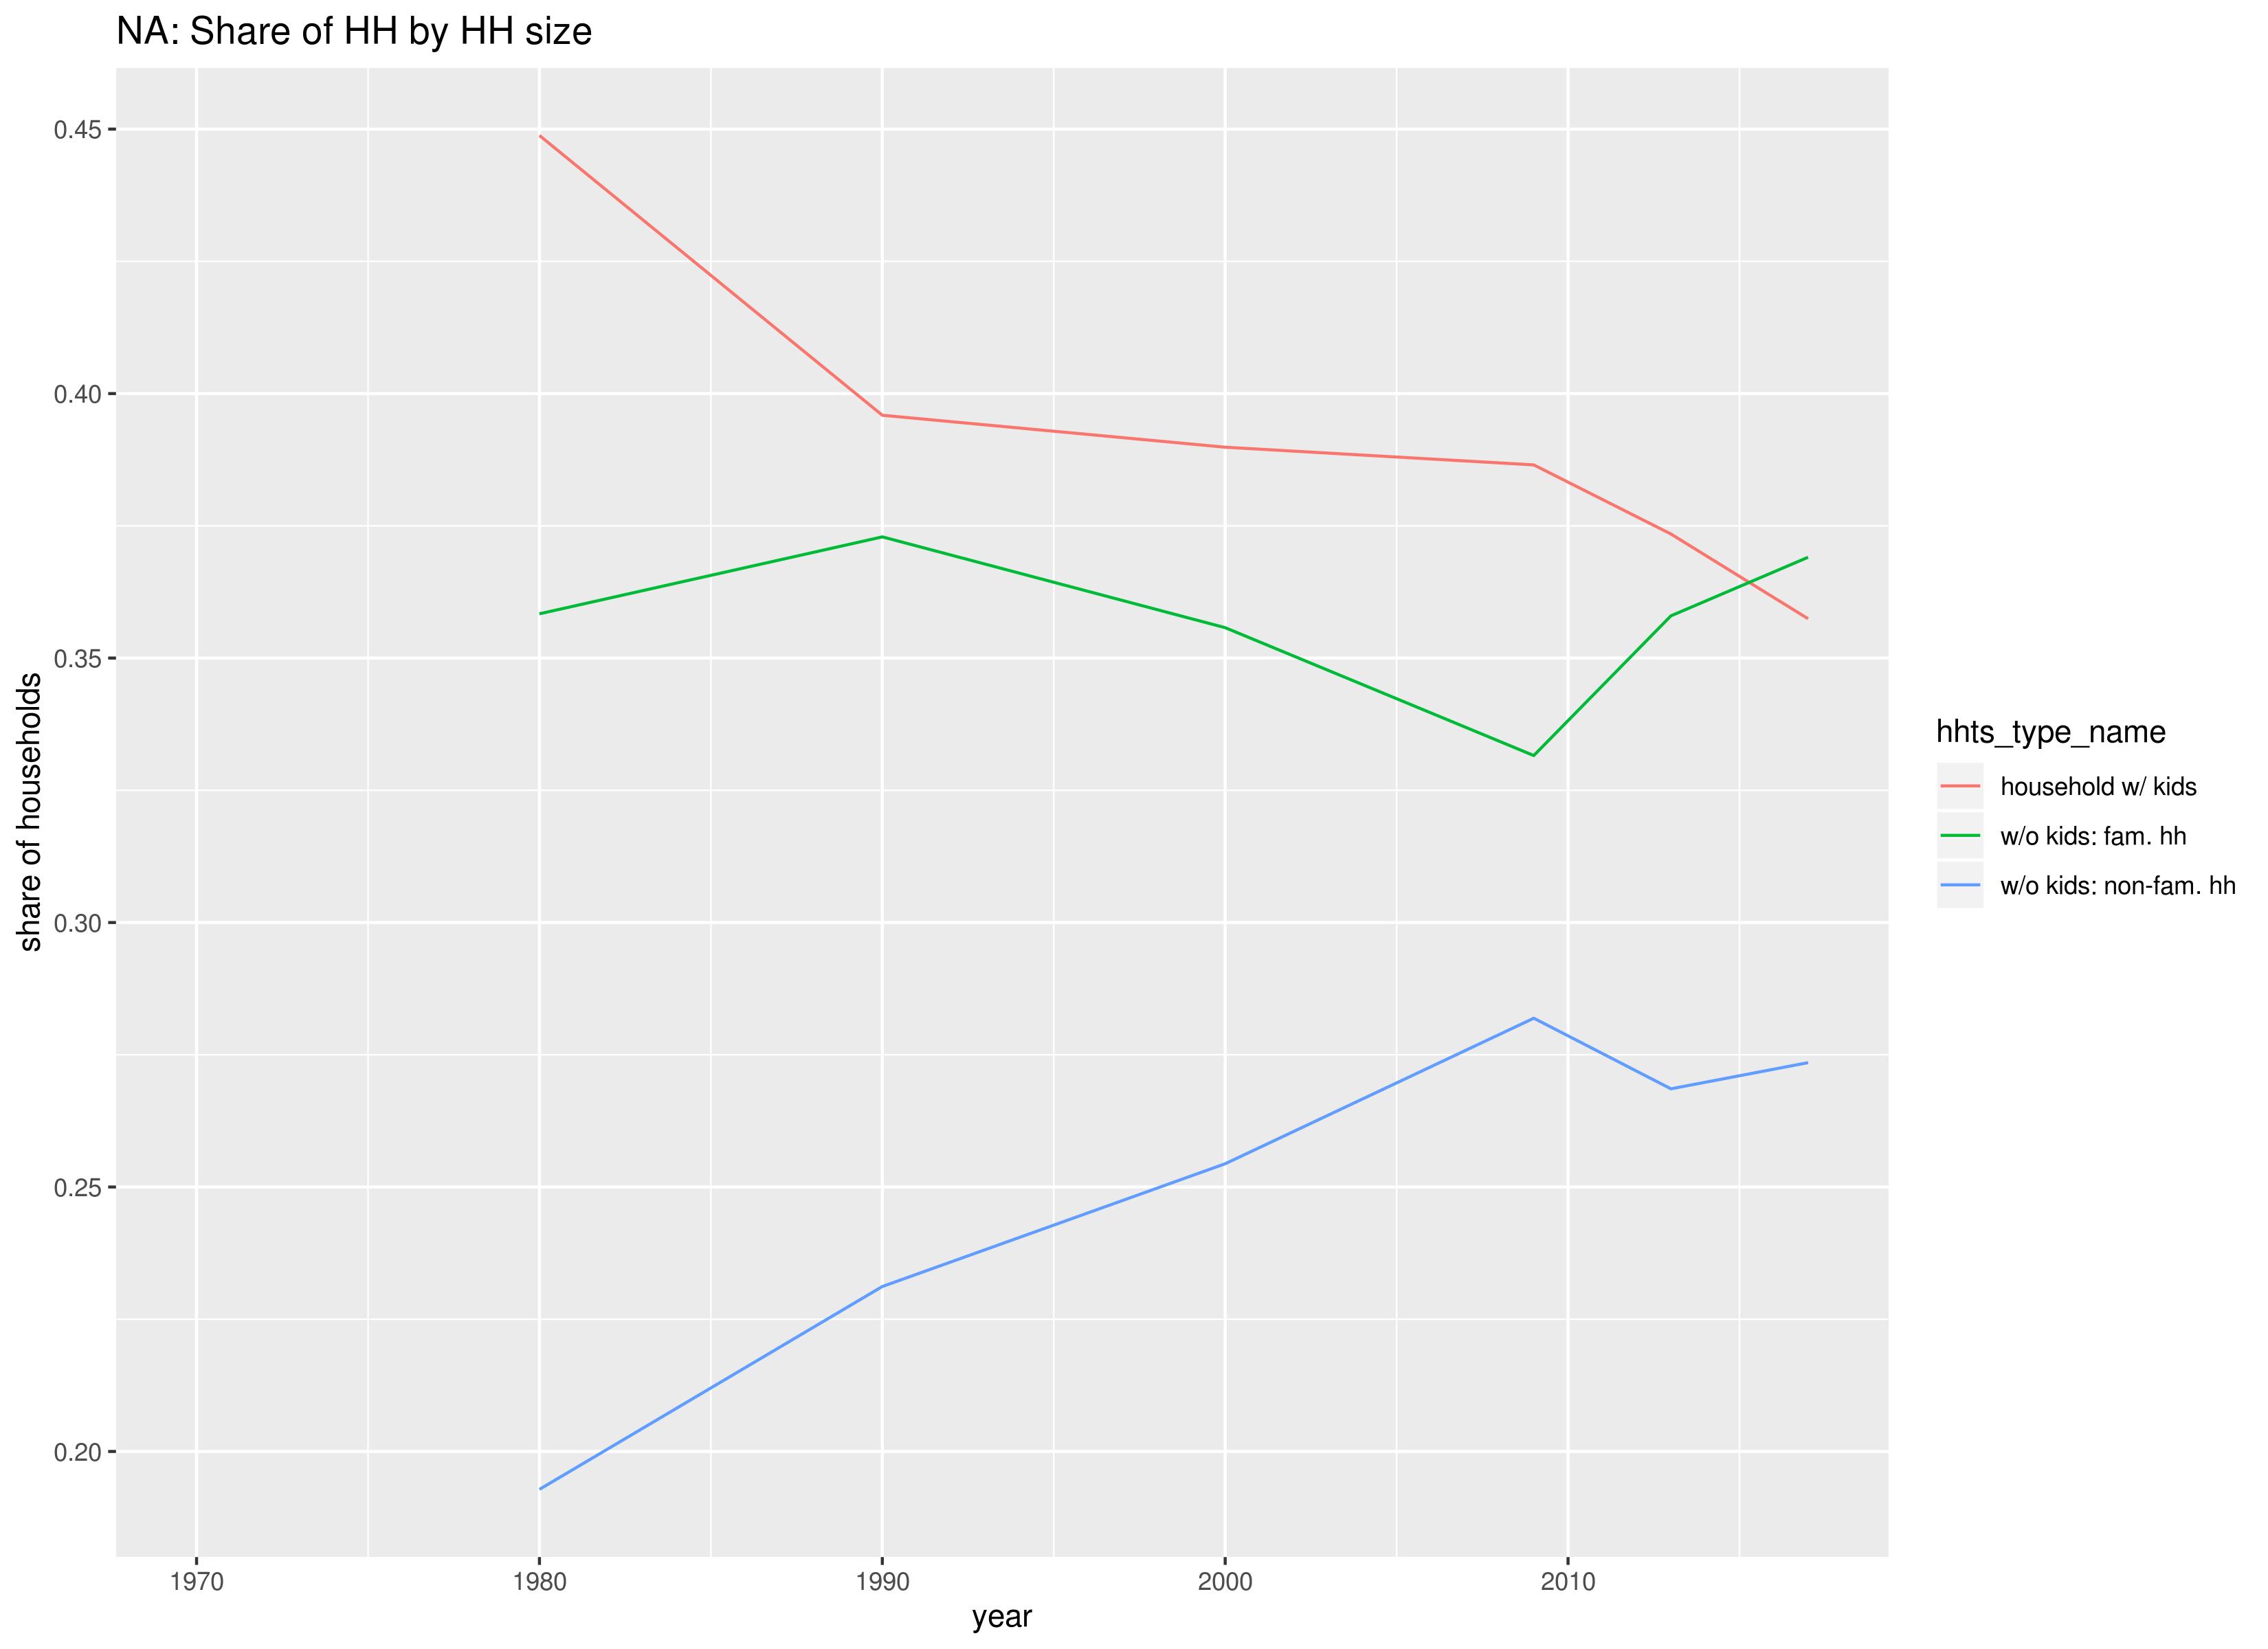 NA: Share of HH by HH size
share of households
0.45
0.40
0.35
0.30
0.25
0.20
1970
1980
1990
2000
2010
year
hhts_type_name
household w/ kids
w/o kids: fam. hh
w/o kids: non-fam. hh